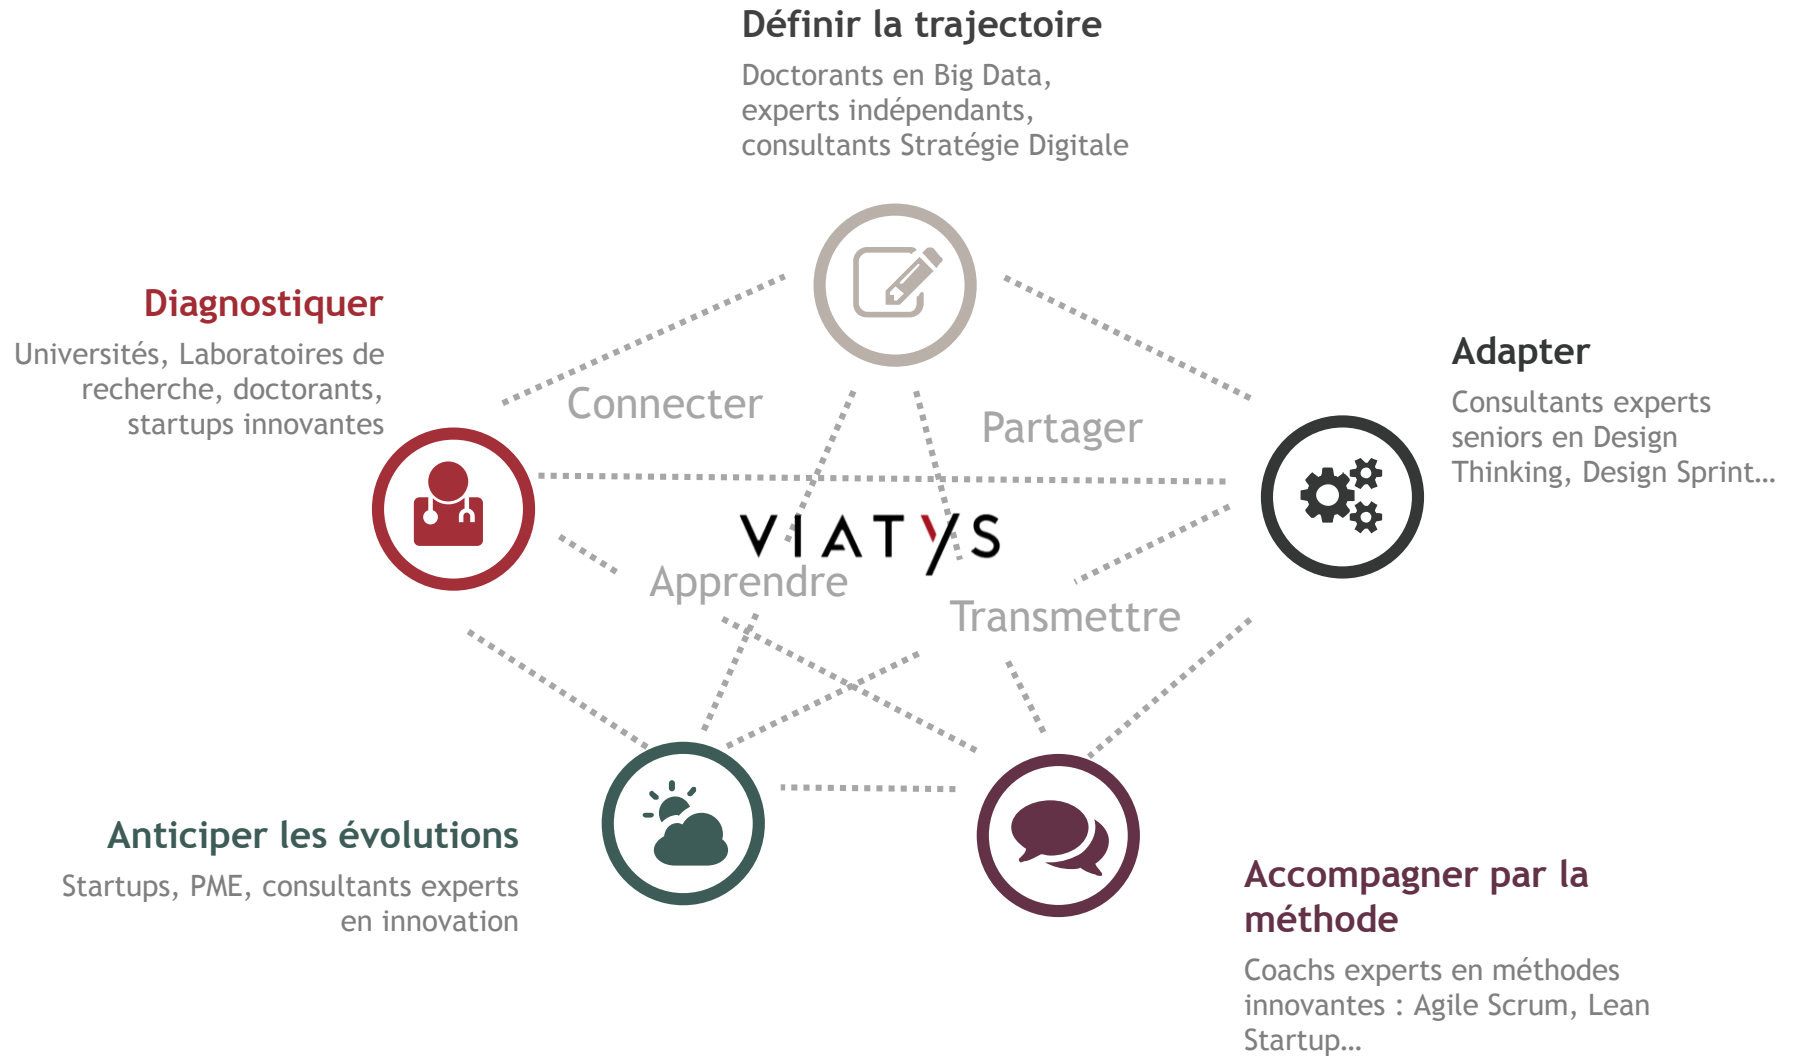 Définir la trajectoire
Doctorants en Big Data,
experts indépendants,
consultants Stratégie Digitale
Diagnostiquer
Universités, Laboratoires de
recherche, doctorants,
startups innovantes
Adapter
Consultants experts
seniors en Design
Thinking, Design Sprint…
Connecter
Partager
VIATYS
Apprendre
Transmettre
Anticiper les évolutions
Startups, PME, consultants experts
en innovation
Accompagner par la
méthode
Coachs experts en méthodes
innovantes : Agile Scrum, Lean
Startup…